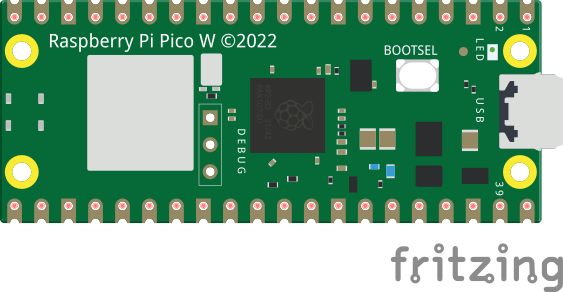 Raspberry Pi Pico W ©2022
BOOTSEL
LED
2
1
USB
DEBUG
39
fritzing